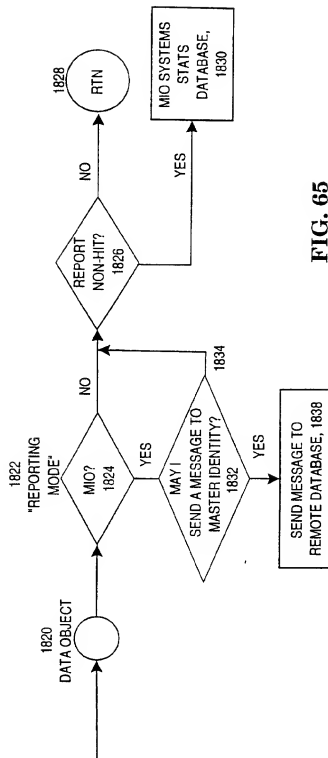 1820
DATA OBJECT
1822
"REPORTING
MODE"
MIO?
1824
NO
YES
MAY I
SEND A MESSAGE TO
MASTER IDENTITY?
1832
1834
YES
SEND MESSAGE TO
REMOTE DATABASE, 1838
REPORT
NON-HIT?
1826
NO
YES
1828
RTN
MIO SYSTEMS
STATS
DATABASE,
1830
FIG. 65